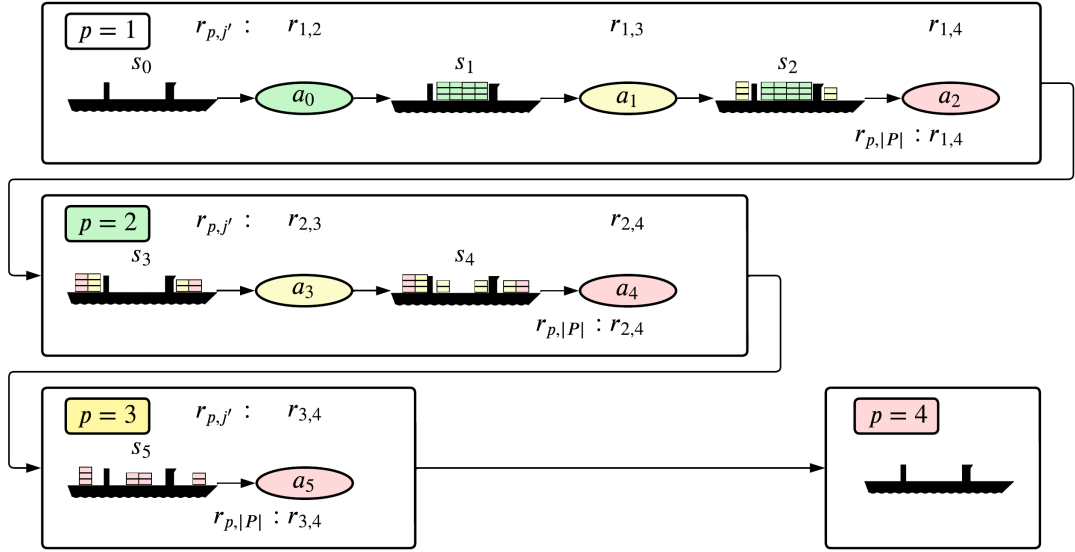 p = 1 r_{p,j'} : r_{1,2} r_{1,3} r_{1,4}
s_0 s_1 s_2
a_0 a_1 a_2
r_{p,|P|} : r_{1,4}
p = 2 r_{p,j'} : r_{2,3} r_{2,4}
s_3 s_4
a_3 a_4
r_{p,|P|} : r_{2,4}
p = 3 r_{p,j'} : r_{3,4} p = 4
s_5
a_5
r_{p,|P|} : r_{3,4}